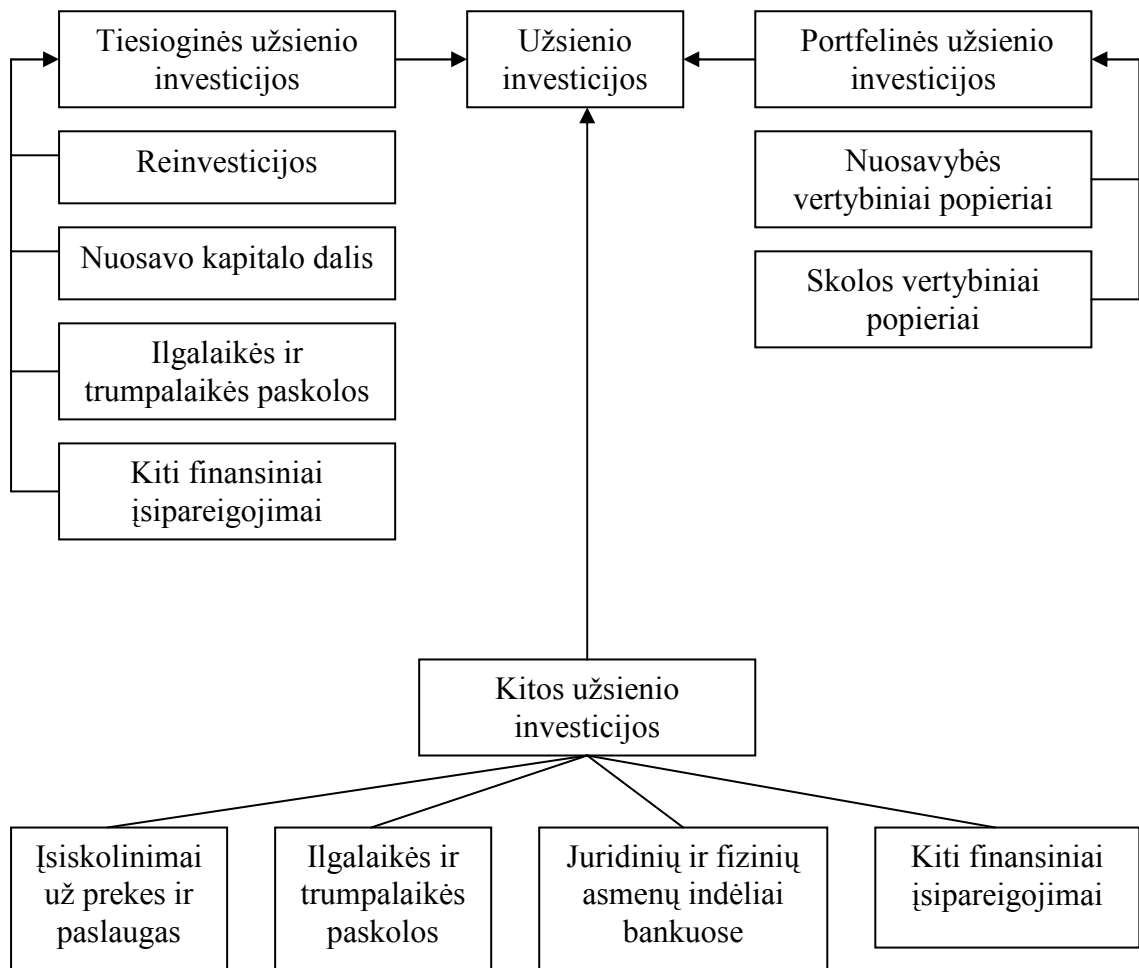 Tiesioginės užsienio
investicijos
Užsienio
investicijos
Portfelinės užsienio
investicijos
Reinvesticijos
Nuosavo kapitalo dalis
Ilgalaikės ir
trumpalaikės paskolos
Kiti finansiniai
įsipareigojimai
Nuosavybės
vertybiniai popieriai
Skolos vertybiniai
popieriai
Kitos užsienio
investicijos
Įsiskolinimai
už prekes ir
paslaugas
Ilgalaikės ir
trumpalaikės
paskolos
Juridinių ir fizinių
asmenų indėliai
bankuose
Kiti finansiniai
įsipareigojimai